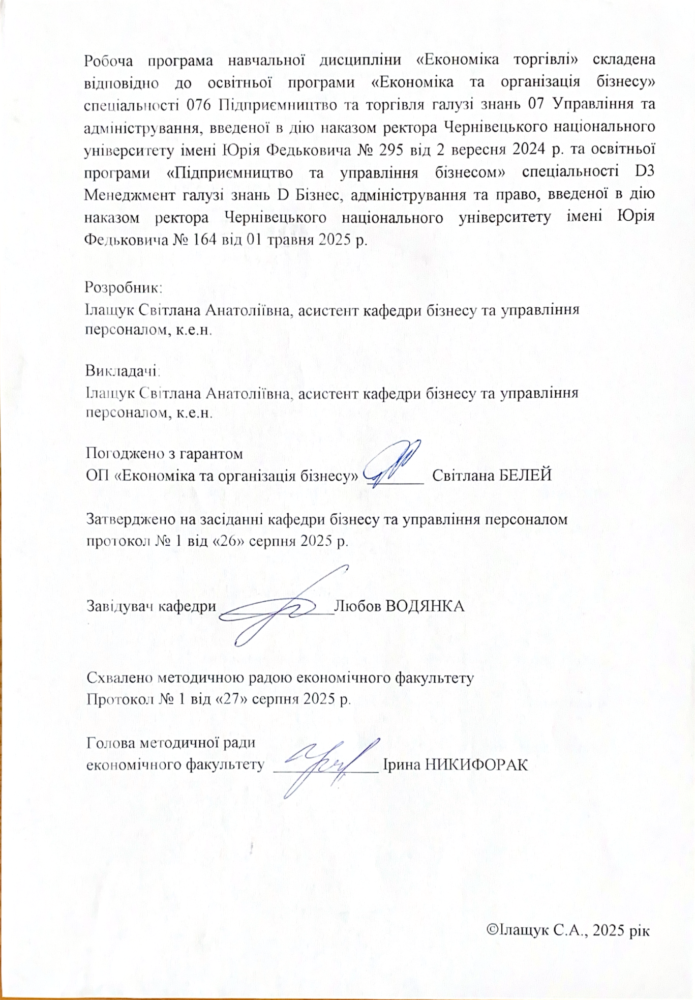 Робоча програма навчальної дисципліни «Економіка торгівлі» складена
відповідно до освітньої програми «Економіка та організація бізнесу»
спеціальності 076 Підприємництво та торгівля галузі знань 07 Управління та
адміністрування, введеної в дію наказом ректора Чернівецького національного
університету імені Юрія Федьковича № 295 від 2 вересня 2024 р. та освітньої
програми «Підприємництво та управління бізнесом» спеціальності D3
Менеджмент галузі знань D Бізнес, адміністрування та право, введеної в дію
наказом ректора Чернівецького національного університету імені Юрія
Федьковича № 164 від 01 травня 2025 р.
Розробник:
Ілащук Світлана Анатоліївна, асистент кафедри бізнесу та управління
персоналом, к.е.н.
Викладачі:
Ілащук Світлана Анатоліївна, асистент кафедри бізнесу та управління
персоналом, к.е.н.
Погоджено з гарантом
ОП «Економіка та організація бізнесу» Світлана БЕЛЕЙ
Затверджено на засіданні кафедри бізнесу та управління персоналом
протокол № 1 від «26» серпня 2025 р.
Завідувач кафедри Любов ВОДЯНКА
Схвалено методичною радою економічного факультету
Протокол № 1 від «27» серпня 2025 р.
Голова методичної ради
економічного факультету Ірина НИКИФОРАК
©Ілащук С.А., 2025 рік